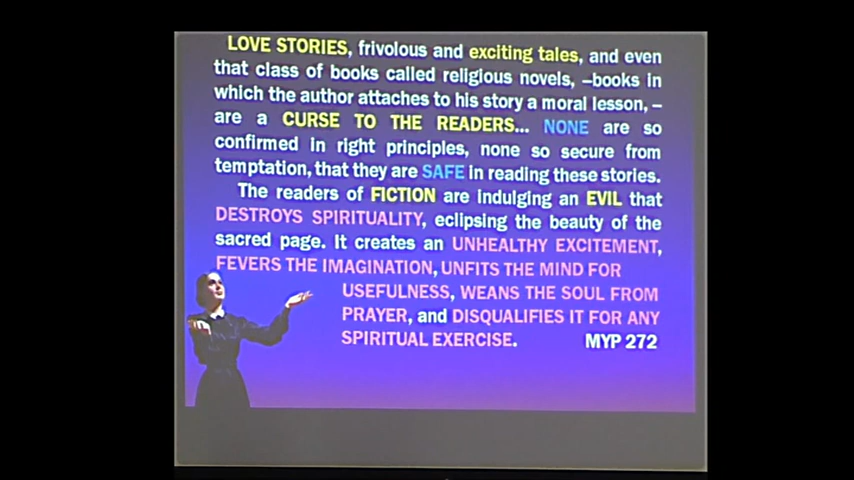 LOVE STORIES, frivolous and exciting tales, and even
that class of books called religious novels, –books in
which the author attaches to his story a moral lesson, –
are a CURSE TO THE READERS... NONE are so
confirmed in right principles, none so secure from
temptation, that they are SAFE in reading these stories.
The readers of FICTION are indulging an EVIL that
DESTROYS SPIRITUALITY, eclipsing the beauty of the
sacred page. It creates an UNHEALTHY EXCITEMENT,
FEVERS THE IMAGINATION, UNFITS THE MIND FOR
USEFULNESS, WEANS THE SOUL FROM
PRAYER, and DISQUALIFIES IT FOR ANY
SPIRITUAL EXERCISE. MYP 272